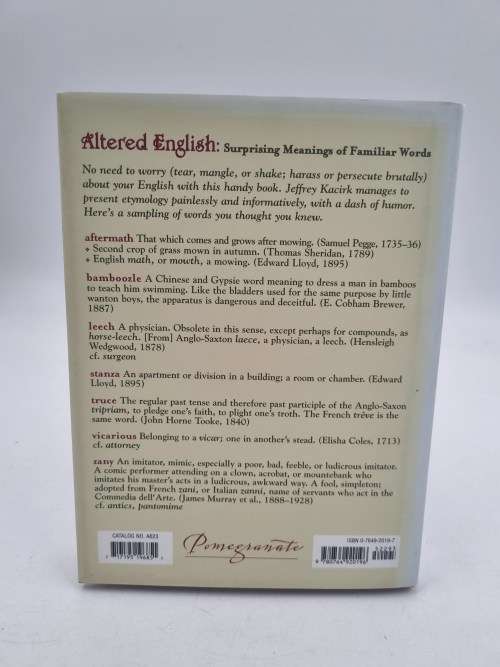 Altered English: Surprising Meanings of Familiar Words
No need to worry (tear, mangle, or shake; harass or persecute brutally)
about your English with this handy book. Jeffrey Kacirk manages to
present etymology painlessly and informatively, with a dash of humor.
Here's a sampling of words you thought you knew.
aftermath That which comes and grows after mowing. (Samuel Pegge, 1735–36)
• Second crop of grass mown in autumn. (Thomas Sheridan, 1789)
• English math, or mowth, a mowing. (Edward Lloyd, 1895)
bamboozle A Chinese and Gypsie word meaning to dress a man in bamboos
to teach him swimming. Like the bladders used for the same purpose by little
wanton boys, the apparatus is dangerous and deceitful. (E. Cobham Brewer,
1887)
leech A physician. Obsolete in this sense, except perhaps for compounds, as
horse-leech. [From] Anglo-Saxon laece, a physician, a leech. (Hensleigh
Wedgwood, 1878)
cf. surgeon
stanza An apartment or division in a building; a room or chamber. (Edward
Lloyd, 1895)
truce The regular past tense and therefore past participle of the Anglo-Saxon
tripriam, to pledge one's faith, to plight one's troth. The French trêve is the
same word. (John Horne Tooke, 1840)
vicarious Belonging to a vicar; one in another's stead. (Elisha Coles, 1713)
cf. attorney
zany An imitator, mimic, especially a poor, bad, feeble, or ludicrous imitator.
A comic performer attending on a clown, acrobat, or mountebank who
imitates his master's acts in a ludicrous, awkward way. A fool, simpleton;
adopted from French zani, or Italian zanni, name of servants who act in the
Commedia dell'Arte. (James Murray et al., 1888–1928)
cf. antics, pantomime
CATALOG NO. A623
Pomegranate
ISBN 0-7649-2019-7
9 780764 920196